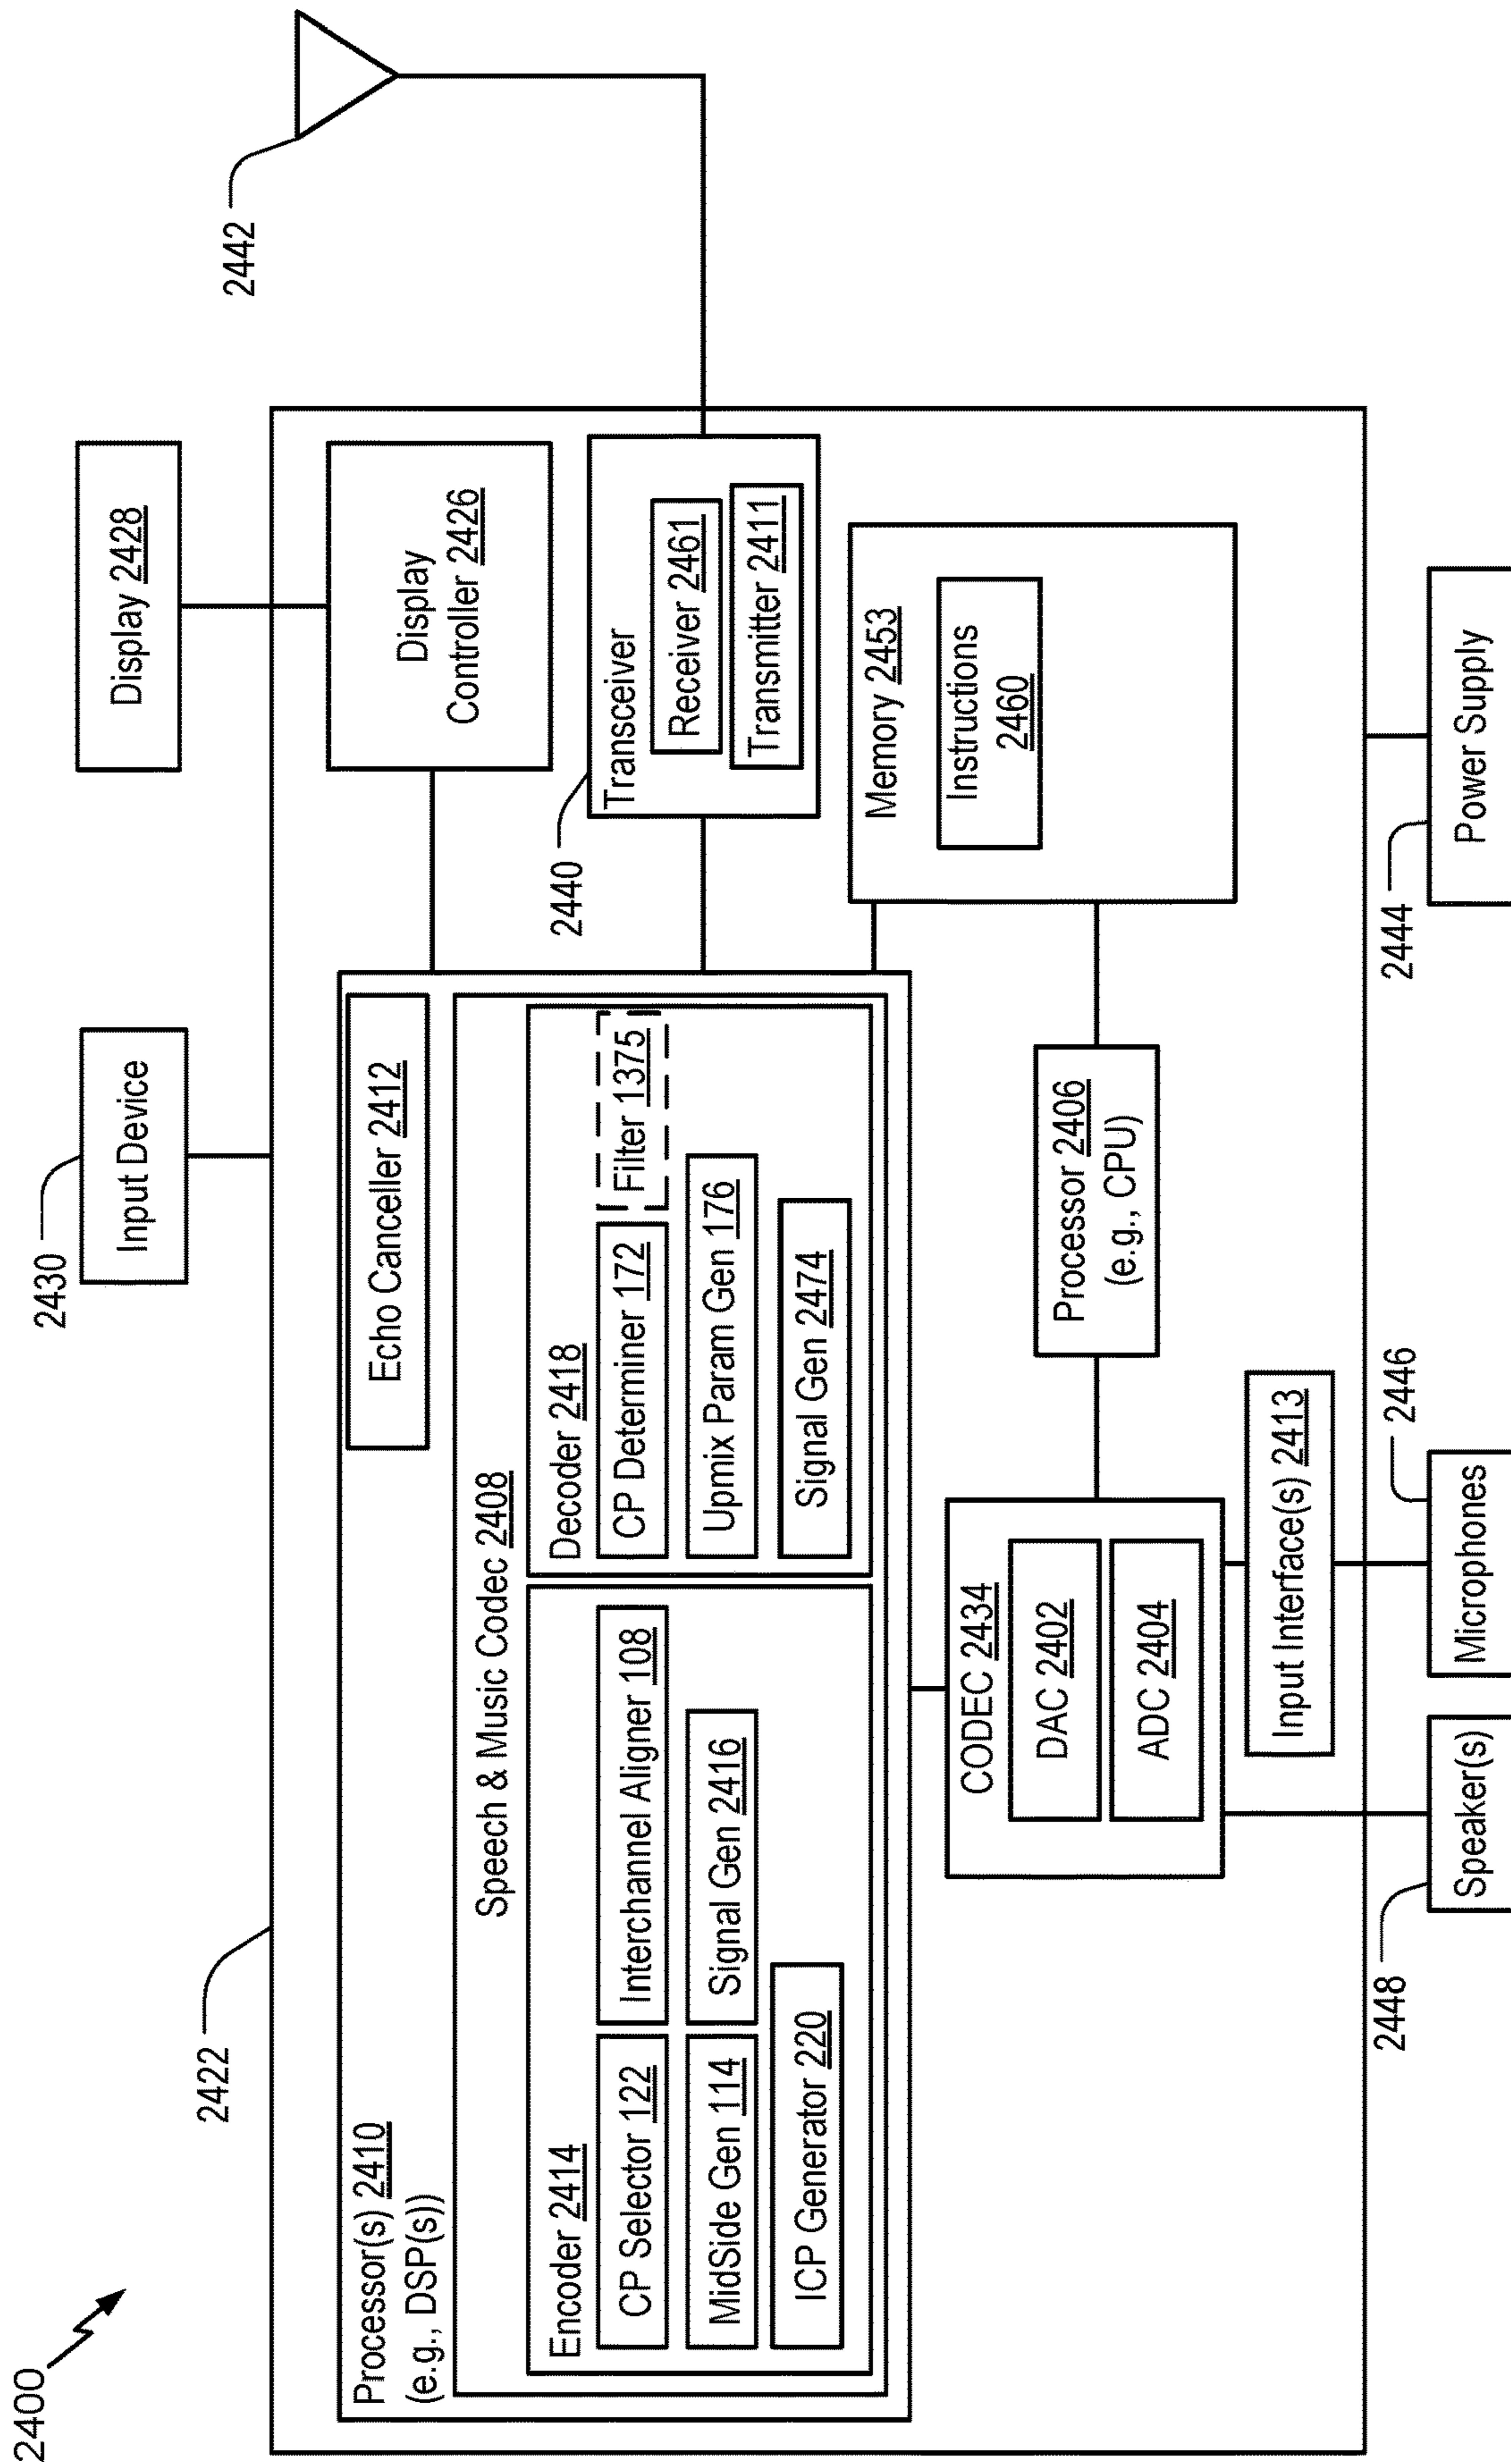 2400
2422
2430
Input Device
Display 2428
2442
Processor(s) 2410
(e.g., DSP(s))
Echo Canceller 2412
Display
Controller 2426
Speech & Music Codec 2408
Encoder 2414
CP Selector 122
Interchannel Aligner 108
MidSide Gen 114
Signal Gen 2416
ICP Generator 220
Decoder 2418
CP Determiner 172
Filter 1375
Upmix Param Gen 176
Signal Gen 2474
2440
Transceiver
Receiver 2461
Transmitter 2411
Memory 2453
Instructions
2460
CODEC 2434
DAC 2402
ADC 2404
Processor 2406
(e.g., CPU)
Input Interface(s) 2413
2448
Speaker(s)
2446
Microphones
2444
Power Supply